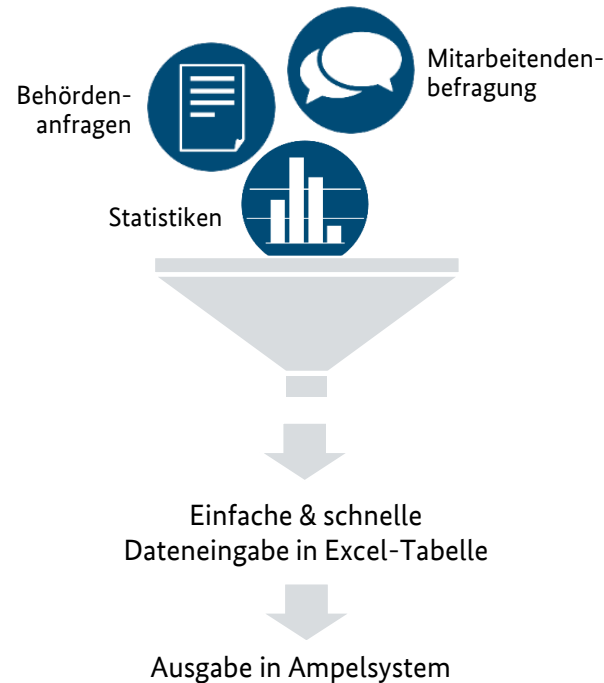 Behörden-
anfragen
Mitarbeitenden-
befragung
Statistiken
Einfache & schnelle
Dateneingabe in Excel-Tabelle
Ausgabe in Ampelsystem